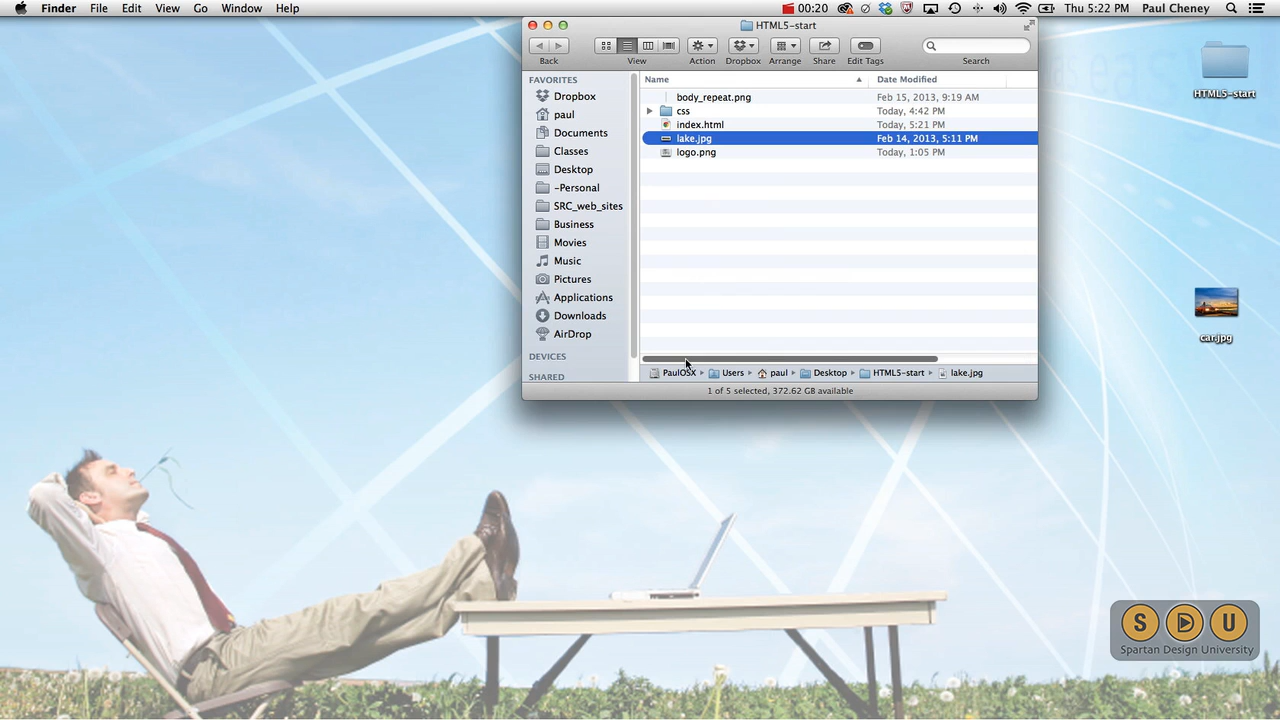 Finder File Edit View Go Window Help 00:20 Thu 5:22 PM Paul Cheney
HTML5-start
Back View Action Dropbox Arrange Share Edit Tags Search
FAVORITES
Dropbox
paul
Documents
Classes
Desktop
-Personal
SRC_web_sites
Business
Movies
Music
Pictures
Applications
Downloads
AirDrop
DEVICES
SHARED
Name Date Modified
body_repeat.png Feb 15, 2013, 9:19 AM
css Today, 4:42 PM
index.html Today, 5:21 PM
lake.jpg Feb 14, 2013, 5:11 PM
logo.png Today, 1:05 PM
PaulOSX Users paul Desktop HTML5-start lake.jpg
1 of 5 selected, 372.62 GB available
HTML5-start
car.jpg
S D U
Spartan Design University